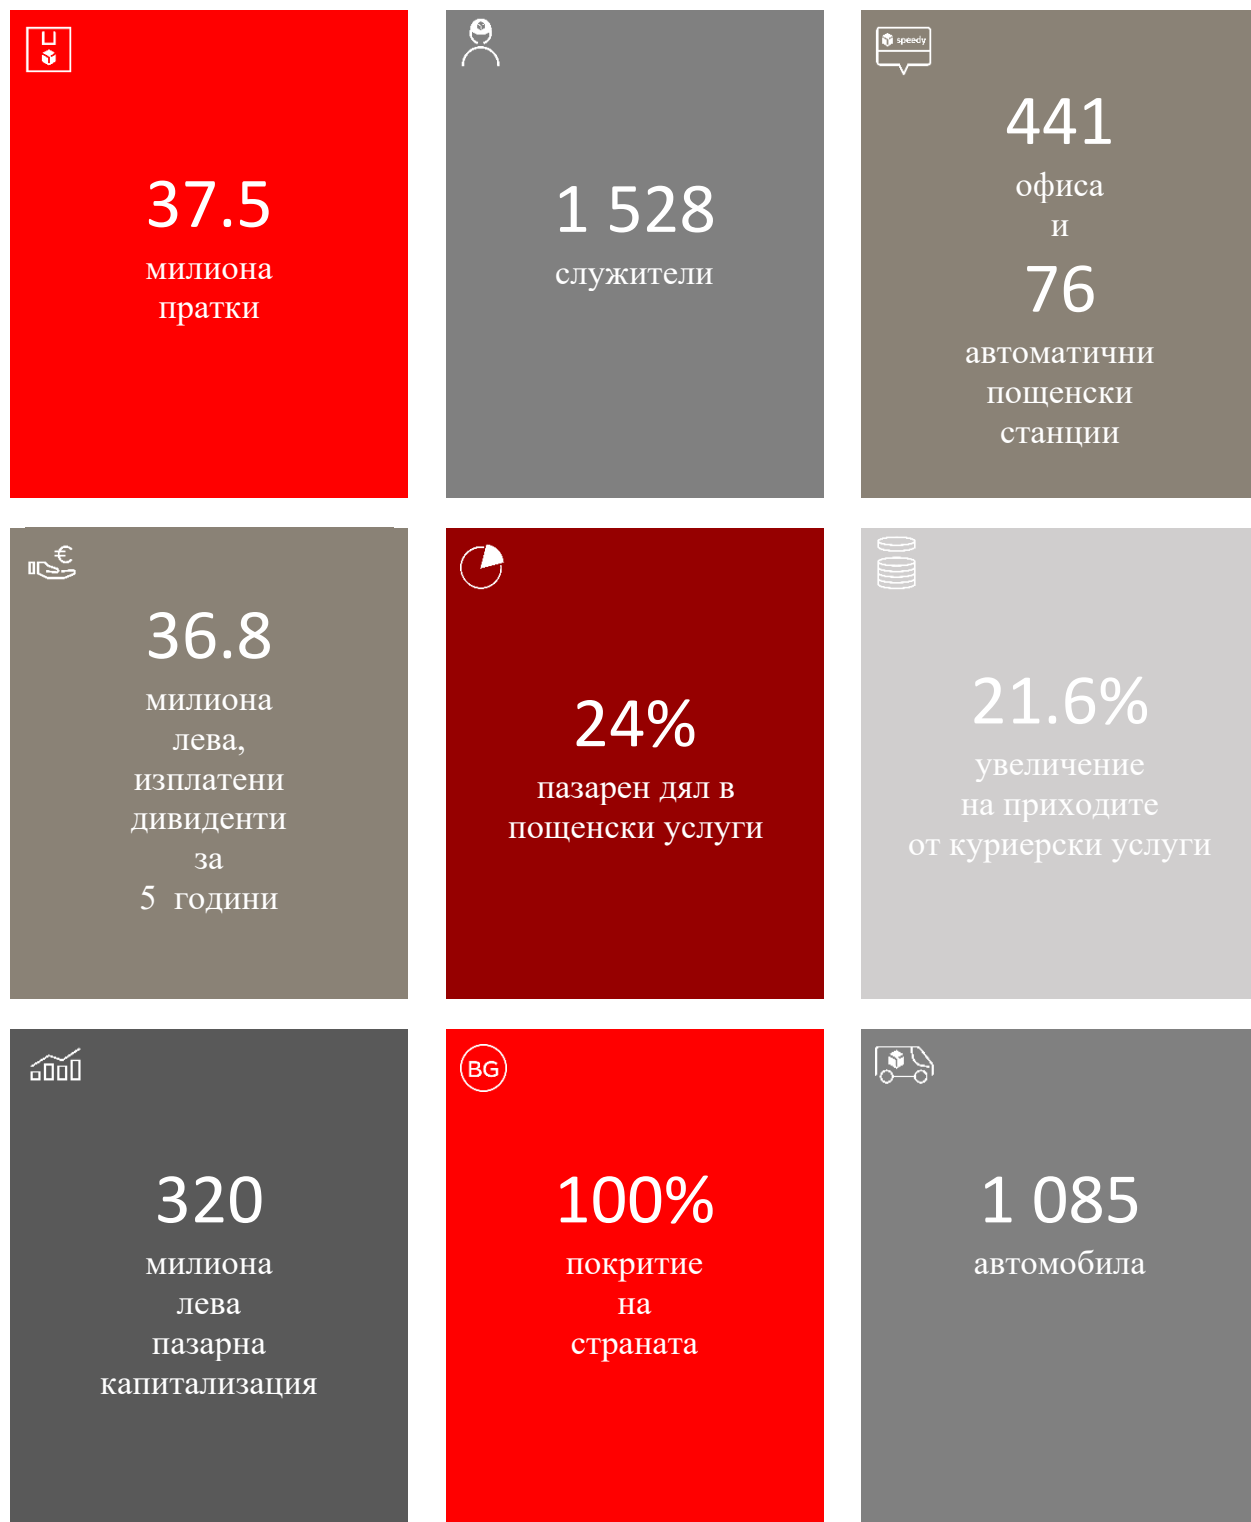 37.5
милиона
пратки
1 528
служители
speedy
441
офиса
и
76
автоматични
пощенски
станции
36.8
милиона
лева,
изплатени
дивиденти
за
5 години
24%
пазарен дял в
пощенски услуги
21.6%
увеличение
на приходите
от куриерски услуги
320
милиона
лева
пазарна
капитализация
BG
100%
покритие
на
страната
1 085
автомобила